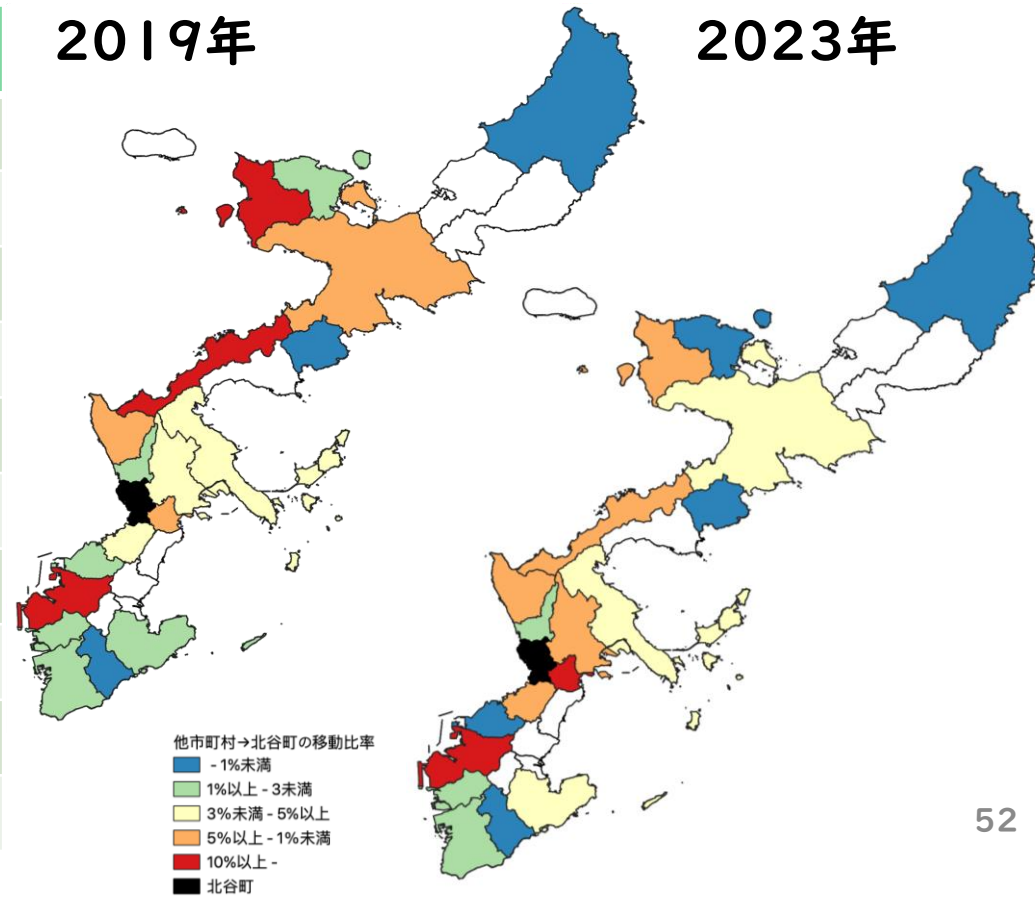 2019年
2023年
他市町村→北谷町の移動比率
- 1%未満
1%以上 - 3未満
3%未満 - 5%以上
5%以上 - 1%未満
10%以上 -
北谷町
52